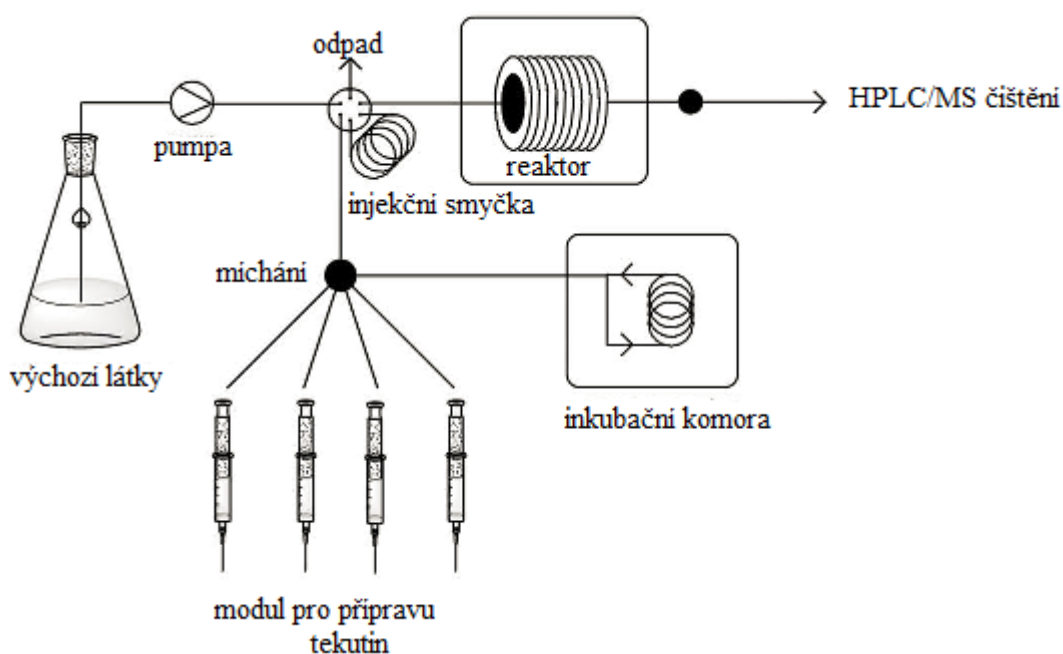 odpad
pumpa
reaktor
HPLC/MS čištění
injekční smyčka
míchání
výchozí látky
inkubační komora
modul pro přípravu
tekutin